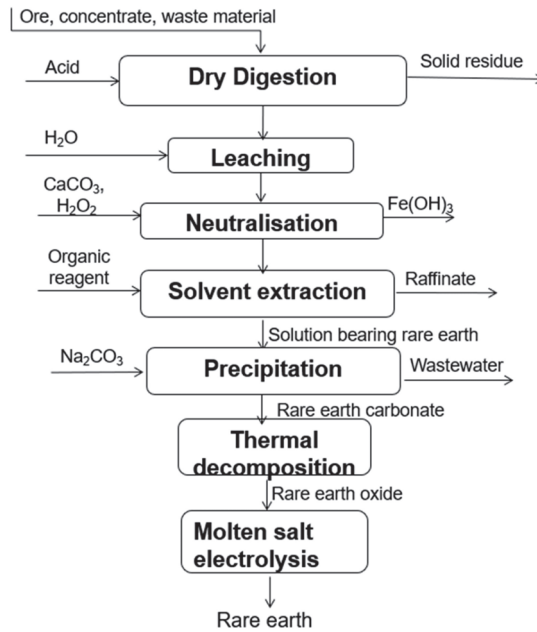 Ore, concentrate, waste material
Acid
Dry Digestion
Solid residue
H₂O
Leaching
CaCO₃,
H₂O₂
Neutralisation
Fe(OH)₃
Organic
reagent
Solvent extraction
Raffinate
Solution bearing rare earth
Na₂CO₃
Precipitation
Wastewater
Rare earth carbonate
Thermal
decomposition
Rare earth oxide
Molten salt
electrolysis
Rare earth